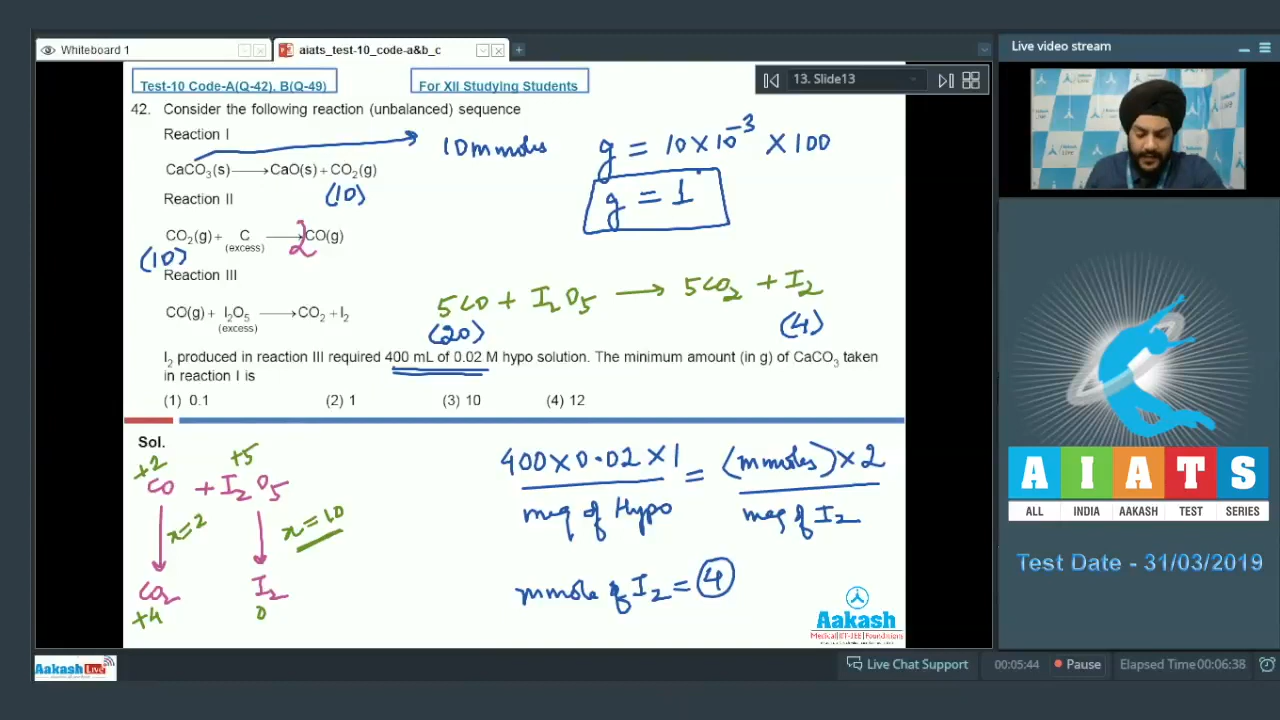 Whiteboard 1
aiats_test-10_code-a&b_c
Live video stream
Test-10 Code-A(Q-42), B(Q-49)
For XII Studying Students
13. Slide13
42. Consider the following reaction (unbalanced) sequence
Reaction I
10 mmoles
g = 10×10⁻³ × 100
CaCO₃(s) ⟶ CaO(s) + CO₂(g)
(10)
g = 1
Reaction II
CO₂(g) + C (excess) ⟶ 2 CO(g)
(10)
Reaction III
5CO + I₂O₅ ⟶ 5CO₂ + I₂
(20) (4)
CO(g) + I₂O₅ (excess) ⟶ CO₂ + I₂
I₂ produced in reaction III required 400 mL of 0.02 M hypo solution. The minimum amount (in g) of CaCO₃ taken
in reaction I is
(1) 0.1 (2) 1 (3) 10 (4) 12
Sol.
+2 +5
CO + I₂O₅
x=2 x=10
CO₂ I₂
+4 0
400×0.02×1 = (mmoles)×2
meq of Hypo meq of I₂
mmole of I₂ = 4
Aakash
Medical|IIT-JEE|Foundations
AIATS
ALL INDIA AAKASH TEST SERIES
Test Date - 31/03/2019
Aakash Live
Live Chat Support
00:05:44
Pause
Elapsed Time 00:06:38